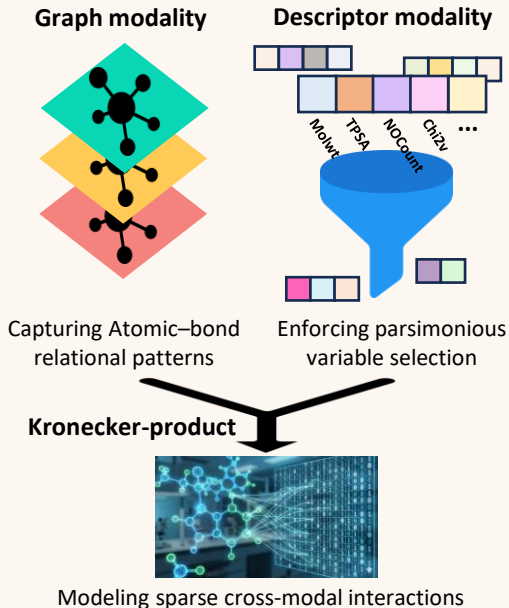 Graph modality
Descriptor modality
Molwt
TPSA
NOCount
Chi2v
...
Capturing Atomic–bond
relational patterns
Enforcing parsimonious
variable selection
Kronecker-product
Modeling sparse cross-modal interactions